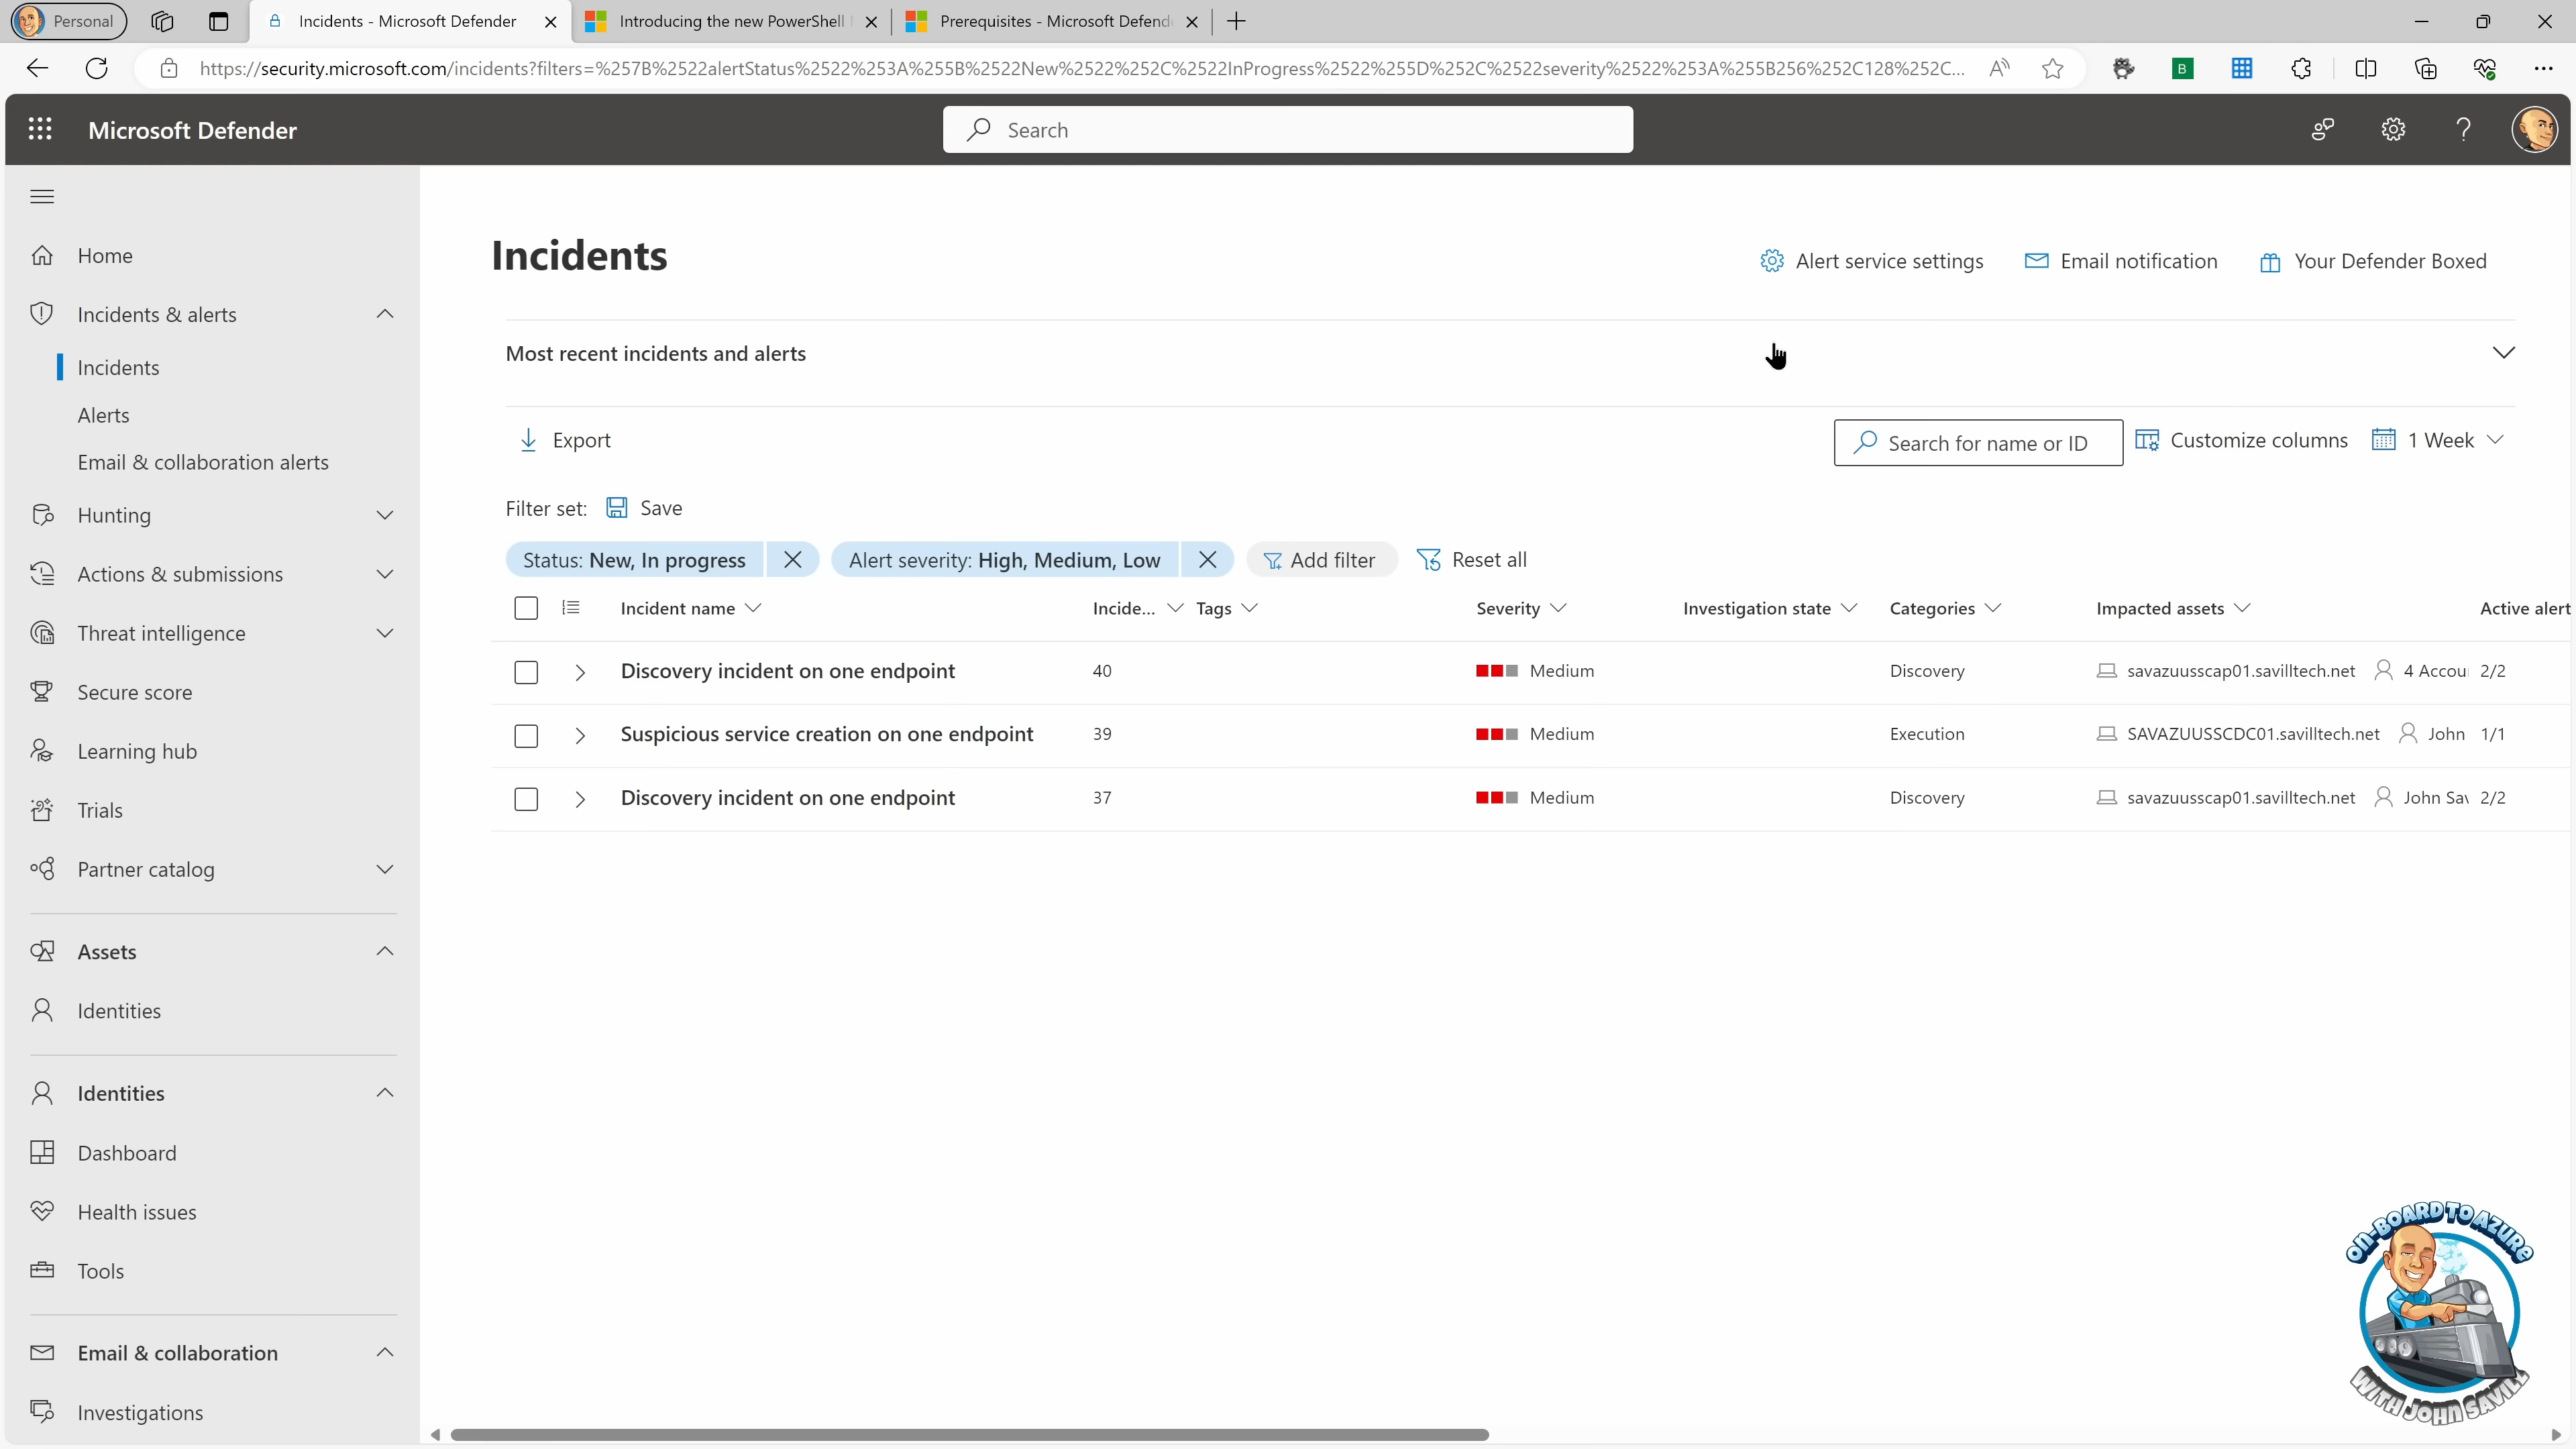 Personal
Incidents - Microsoft Defender
Introducing the new PowerShell
Prerequisites - Microsoft Defend
https://security.microsoft.com/incidents?filters=%257B%2522alertStatus%2522%253A%255B%2522New%2522%252C%2522InProgress%2522%255D%252C%2522severity%2522%253A%255B256%252C128%252C...
Microsoft Defender
Search
Home
Incidents & alerts
Incidents
Alerts
Email & collaboration alerts
Hunting
Actions & submissions
Threat intelligence
Secure score
Learning hub
Trials
Partner catalog
Assets
Identities
Identities
Dashboard
Health issues
Tools
Email & collaboration
Investigations
Incidents
Alert service settings
Email notification
Your Defender Boxed
Most recent incidents and alerts
Export
Search for name or ID
Customize columns
1 Week
Filter set: Save
Status: New, In progress
Alert severity: High, Medium, Low
Add filter
Reset all
Incident name Incide... Tags Severity Investigation state Categories Impacted assets Active alert
Discovery incident on one endpoint 40 Medium Discovery savazuusscap01.savilltech.net 4 Accou 2/2
Suspicious service creation on one endpoint 39 Medium Execution SAVAZUUSSCDC01.savilltech.net John 1/1
Discovery incident on one endpoint 37 Medium Discovery savazuusscap01.savilltech.net John Sav 2/2
ON-BOARD TO AZURE
WITH JOHN SAVILL